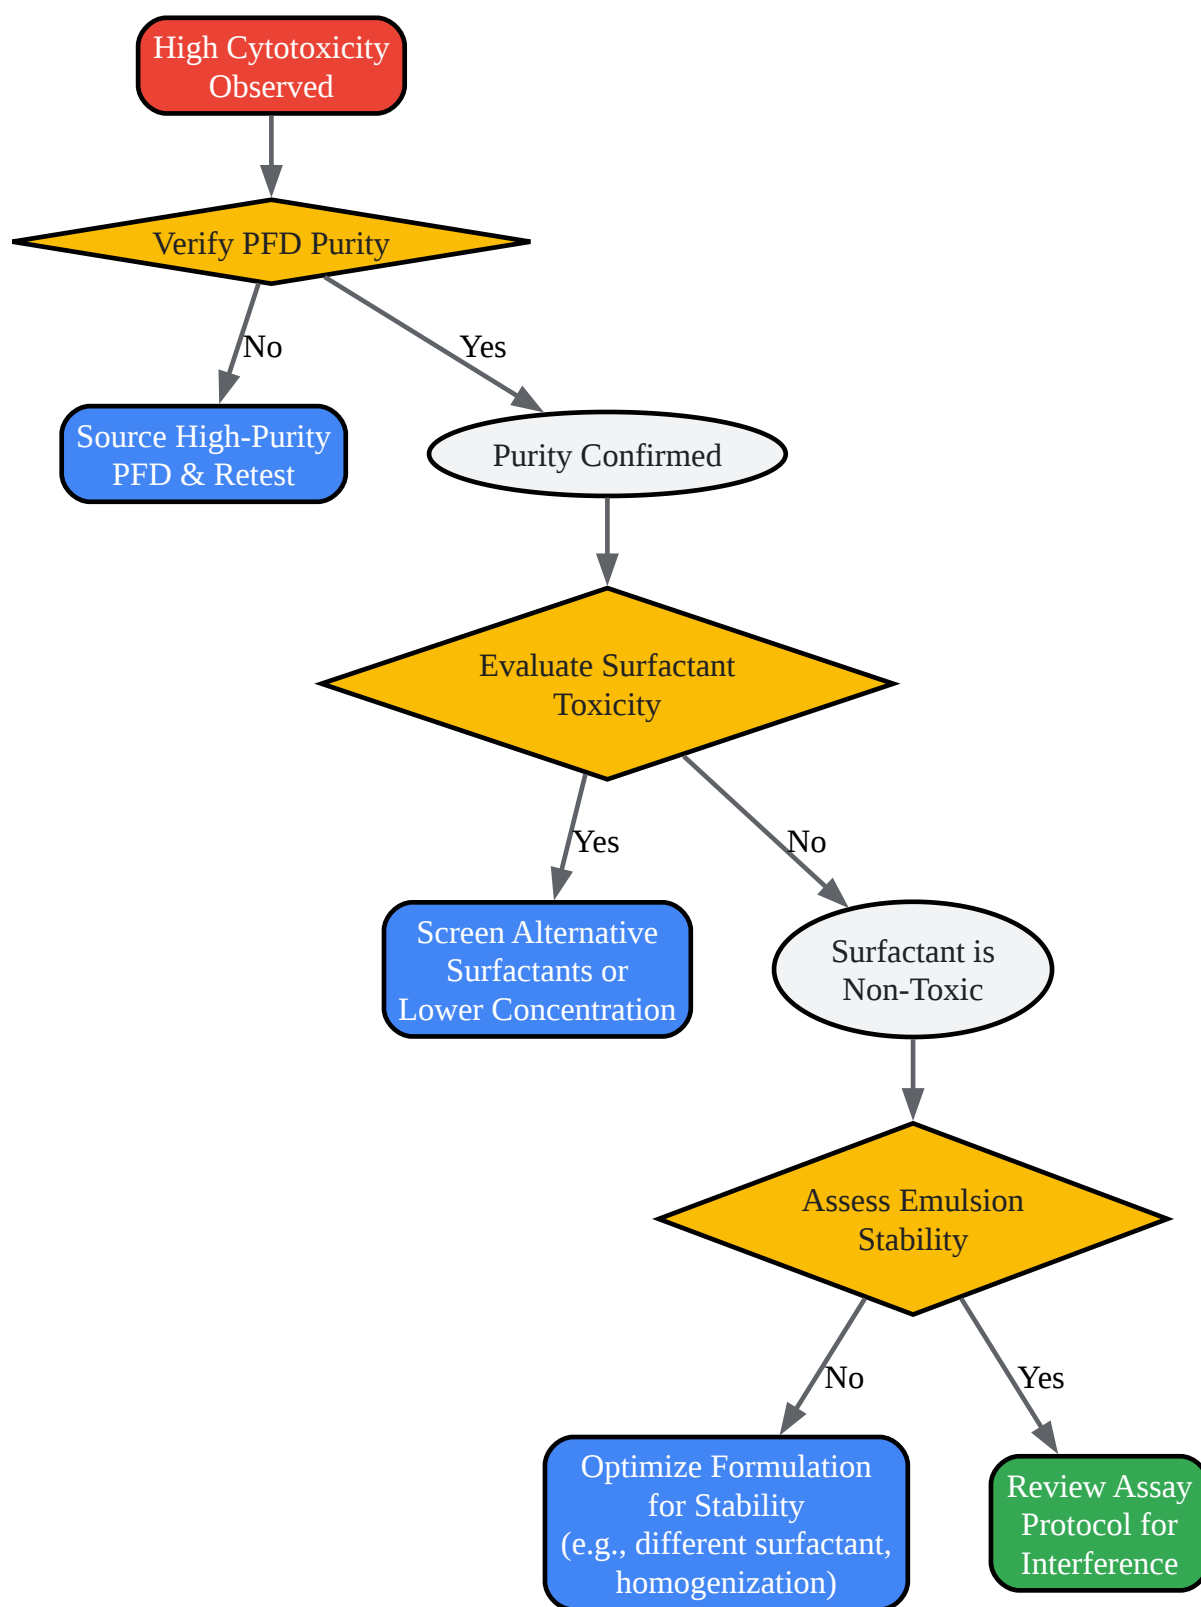 High Cytotoxicity
Observed
Verify PFD Purity
No
Yes
Source High-Purity
PFD & Retest
Purity Confirmed
Evaluate Surfactant
Toxicity
Yes
No
Screen Alternative
Surfactants or
Lower Concentration
Surfactant is
Non-Toxic
Assess Emulsion
Stability
No
Yes
Optimize Formulation
for Stability
(e.g., different surfactant,
homogenization)
Review Assay
Protocol for
Interference